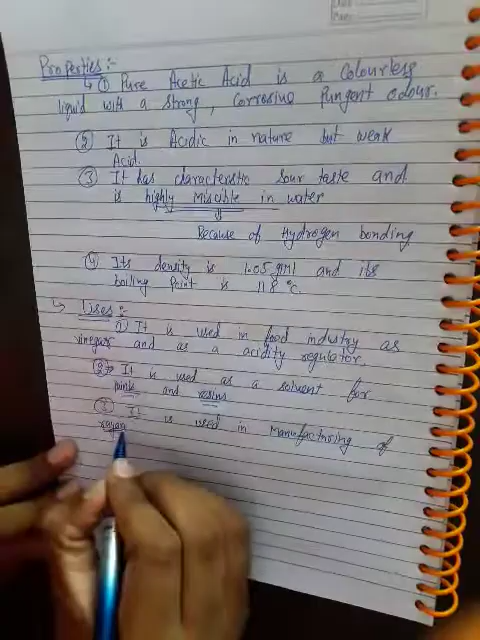 Properties :-
↳ ① Pure Acetic Acid is a Colourless
liquid with a strong, corrosive Pungent odour.
② It is Acidic in nature but weak
Acid.
③ It has characteristic sour taste and
is highly miscible in water
Because of Hydrogen bonding
④ Its density is 1.05 g/ml and its
boiling Point is 118 °C.
↳ Uses :-
① It is used in food industry as
vinegar and as a acidity regulator.
② It is used as a solvent for
and resins
③ It is used in Manufacturing of
rayon